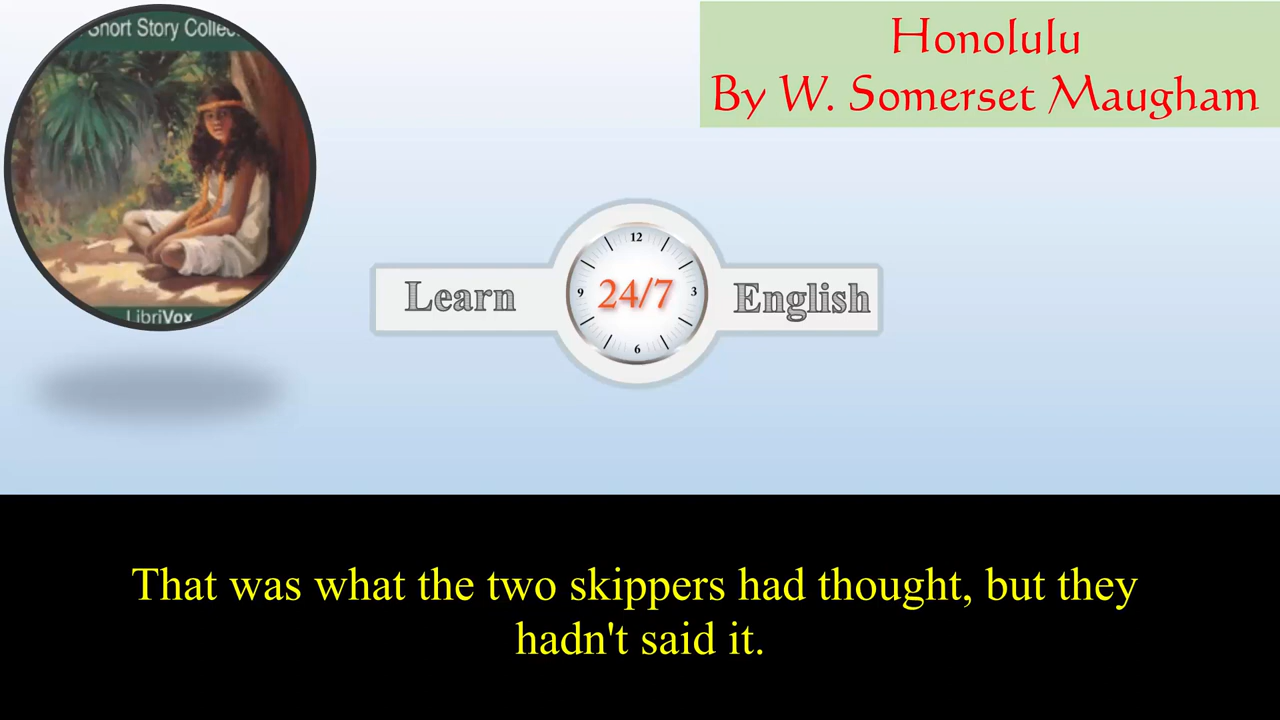 Short Story Collec
LibriVox
Honolulu
By W. Somerset Maugham
Learn 24/7 English
12
3
6
9
That was what the two skippers had thought, but they
hadn't said it.